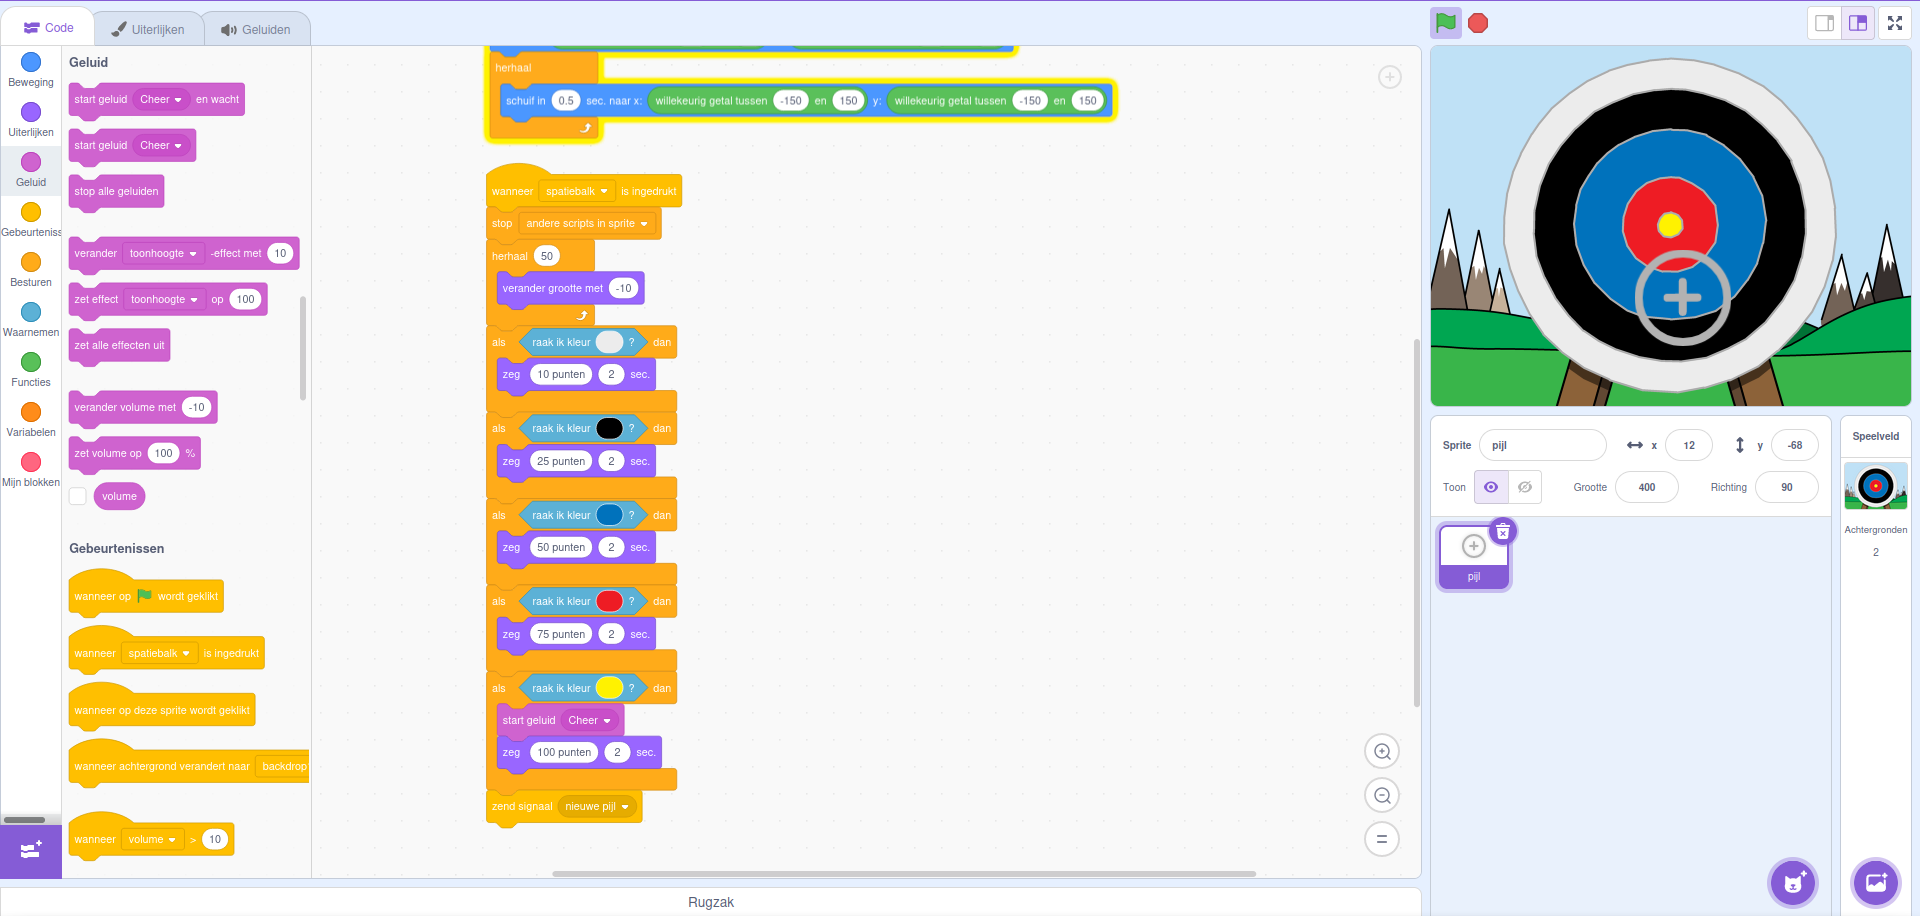 Code
Uiterlijken
Geluiden
Beweging
Uiterlijken
Geluid
Gebeurteniss
Besturen
Waarnemen
Functies
Variabelen
Mijn blokken
Geluid
start geluid Cheer en wacht
start geluid Cheer
stop alle geluiden
verander toonhoogte -effect met 10
zet effect toonhoogte op 100
zet alle effecten uit
verander volume met -10
zet volume op 100 %
volume
Gebeurtenissen
wanneer op wordt geklikt
wanneer spatiebalk is ingedrukt
wanneer op deze sprite wordt geklikt
wanneer achtergrond verandert naar backdrop
wanneer volume > 10
herhaal
schuif in 0.5 sec. naar x: willekeurig getal tussen -150 en 150 y: willekeurig getal tussen -150 en 150
wanneer spatiebalk is ingedrukt
stop andere scripts in sprite
herhaal 50
verander grootte met -10
als raak ik kleur ? dan
zeg 10 punten 2 sec.
als raak ik kleur ? dan
zeg 25 punten 2 sec.
als raak ik kleur ? dan
zeg 50 punten 2 sec.
als raak ik kleur ? dan
zeg 75 punten 2 sec.
als raak ik kleur ? dan
start geluid Cheer
zeg 100 punten 2 sec.
zend signaal nieuwe pijl
Rugzak
Sprite pijl x 12 y -68
Toon Grootte 400 Richting 90
pijl
Speelveld
Achtergronden
2